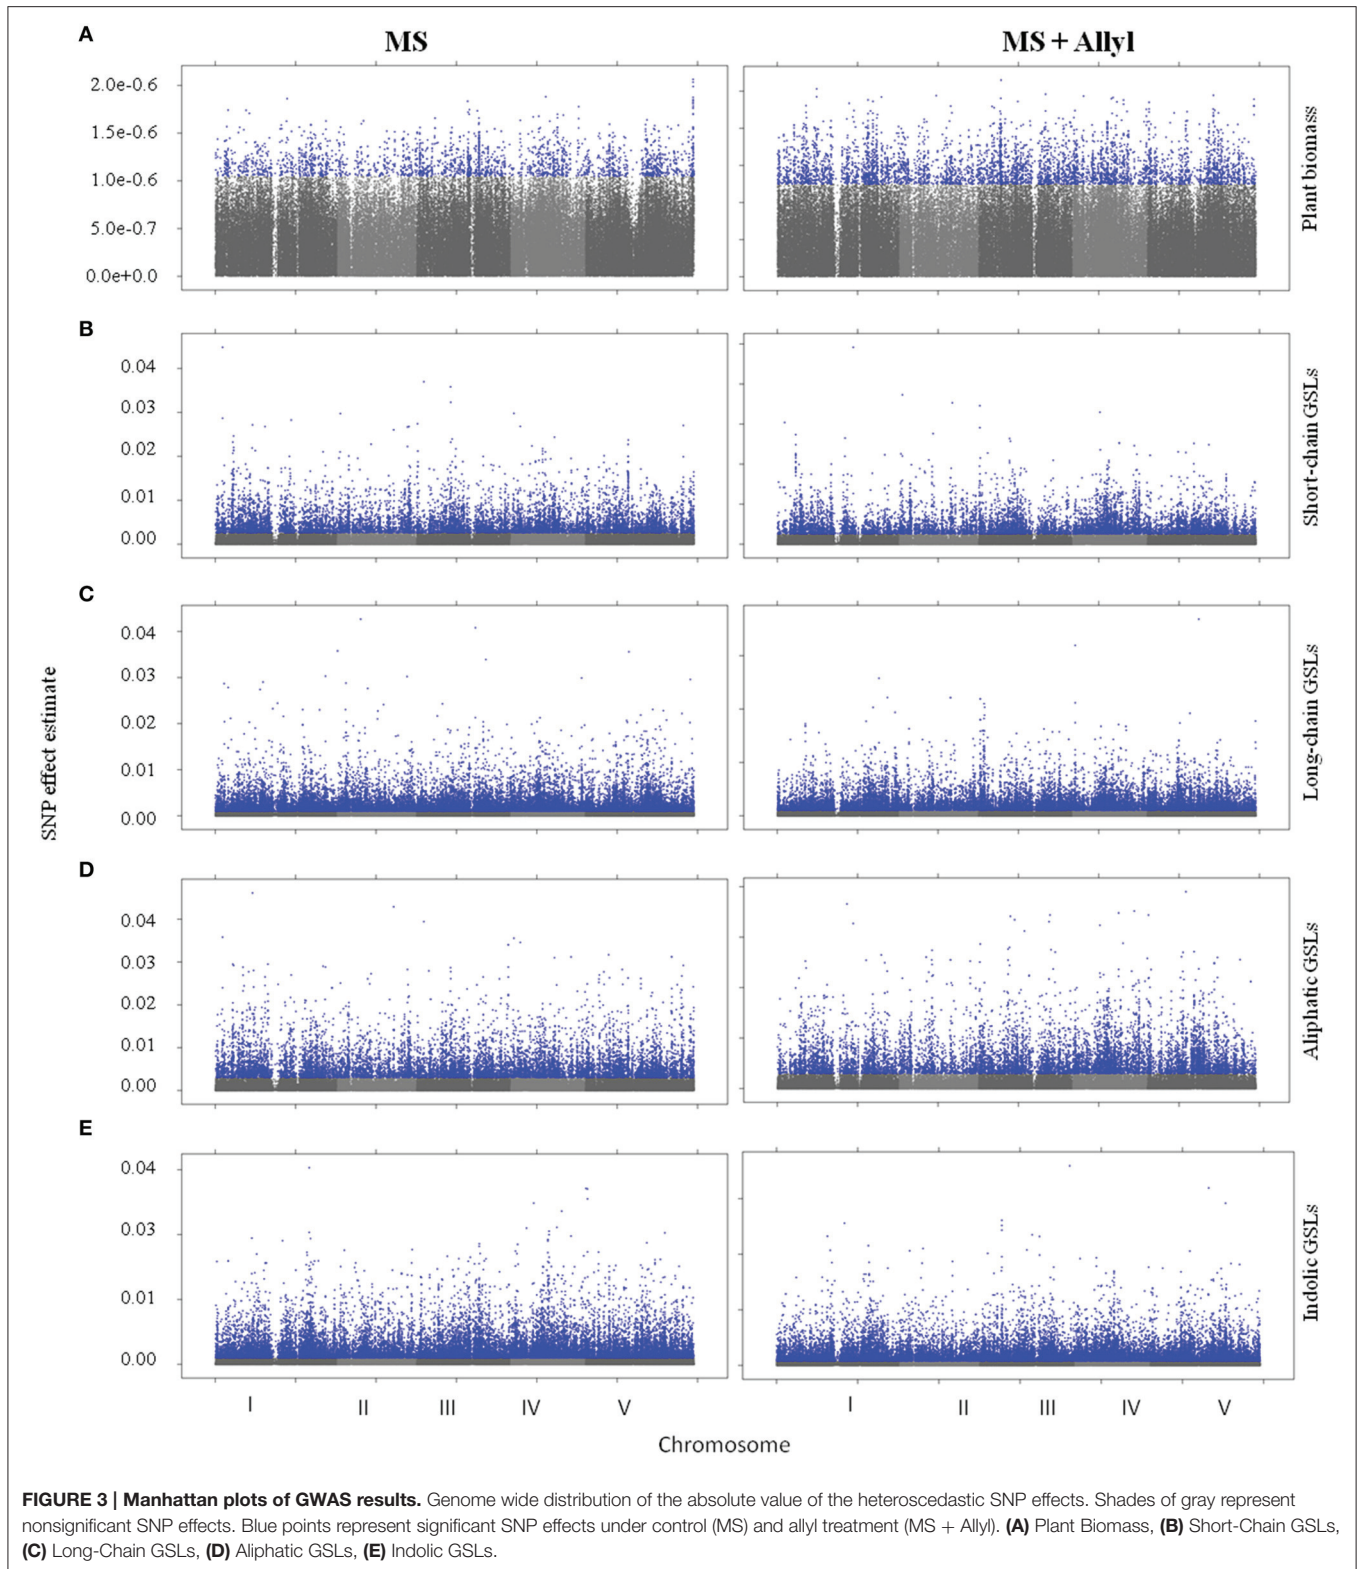 A
MS
MS + Allyl
2.0e-0.6
1.5e-0.6
1.0e-0.6
5.0e-0.7
0.0e+0.0
Plant biomass
B
0.04
0.03
0.02
0.01
0.00
Short-chain GSLs
C
0.04
0.03
0.02
0.01
0.00
Long-chain GSLs
SNP effect estimate
D
0.04
0.03
0.02
0.01
0.00
Aliphatic GSLs
E
0.04
0.03
0.01
0.00
Indolic GSLs
I II III IV V
I II III IV V
Chromosome
FIGURE 3 | Manhattan plots of GWAS results. Genome wide distribution of the absolute value of the heteroscedastic SNP effects. Shades of gray represent
nonsignificant SNP effects. Blue points represent significant SNP effects under control (MS) and allyl treatment (MS + Allyl). (A) Plant Biomass, (B) Short-Chain GSLs,
(C) Long-Chain GSLs, (D) Aliphatic GSLs, (E) Indolic GSLs.